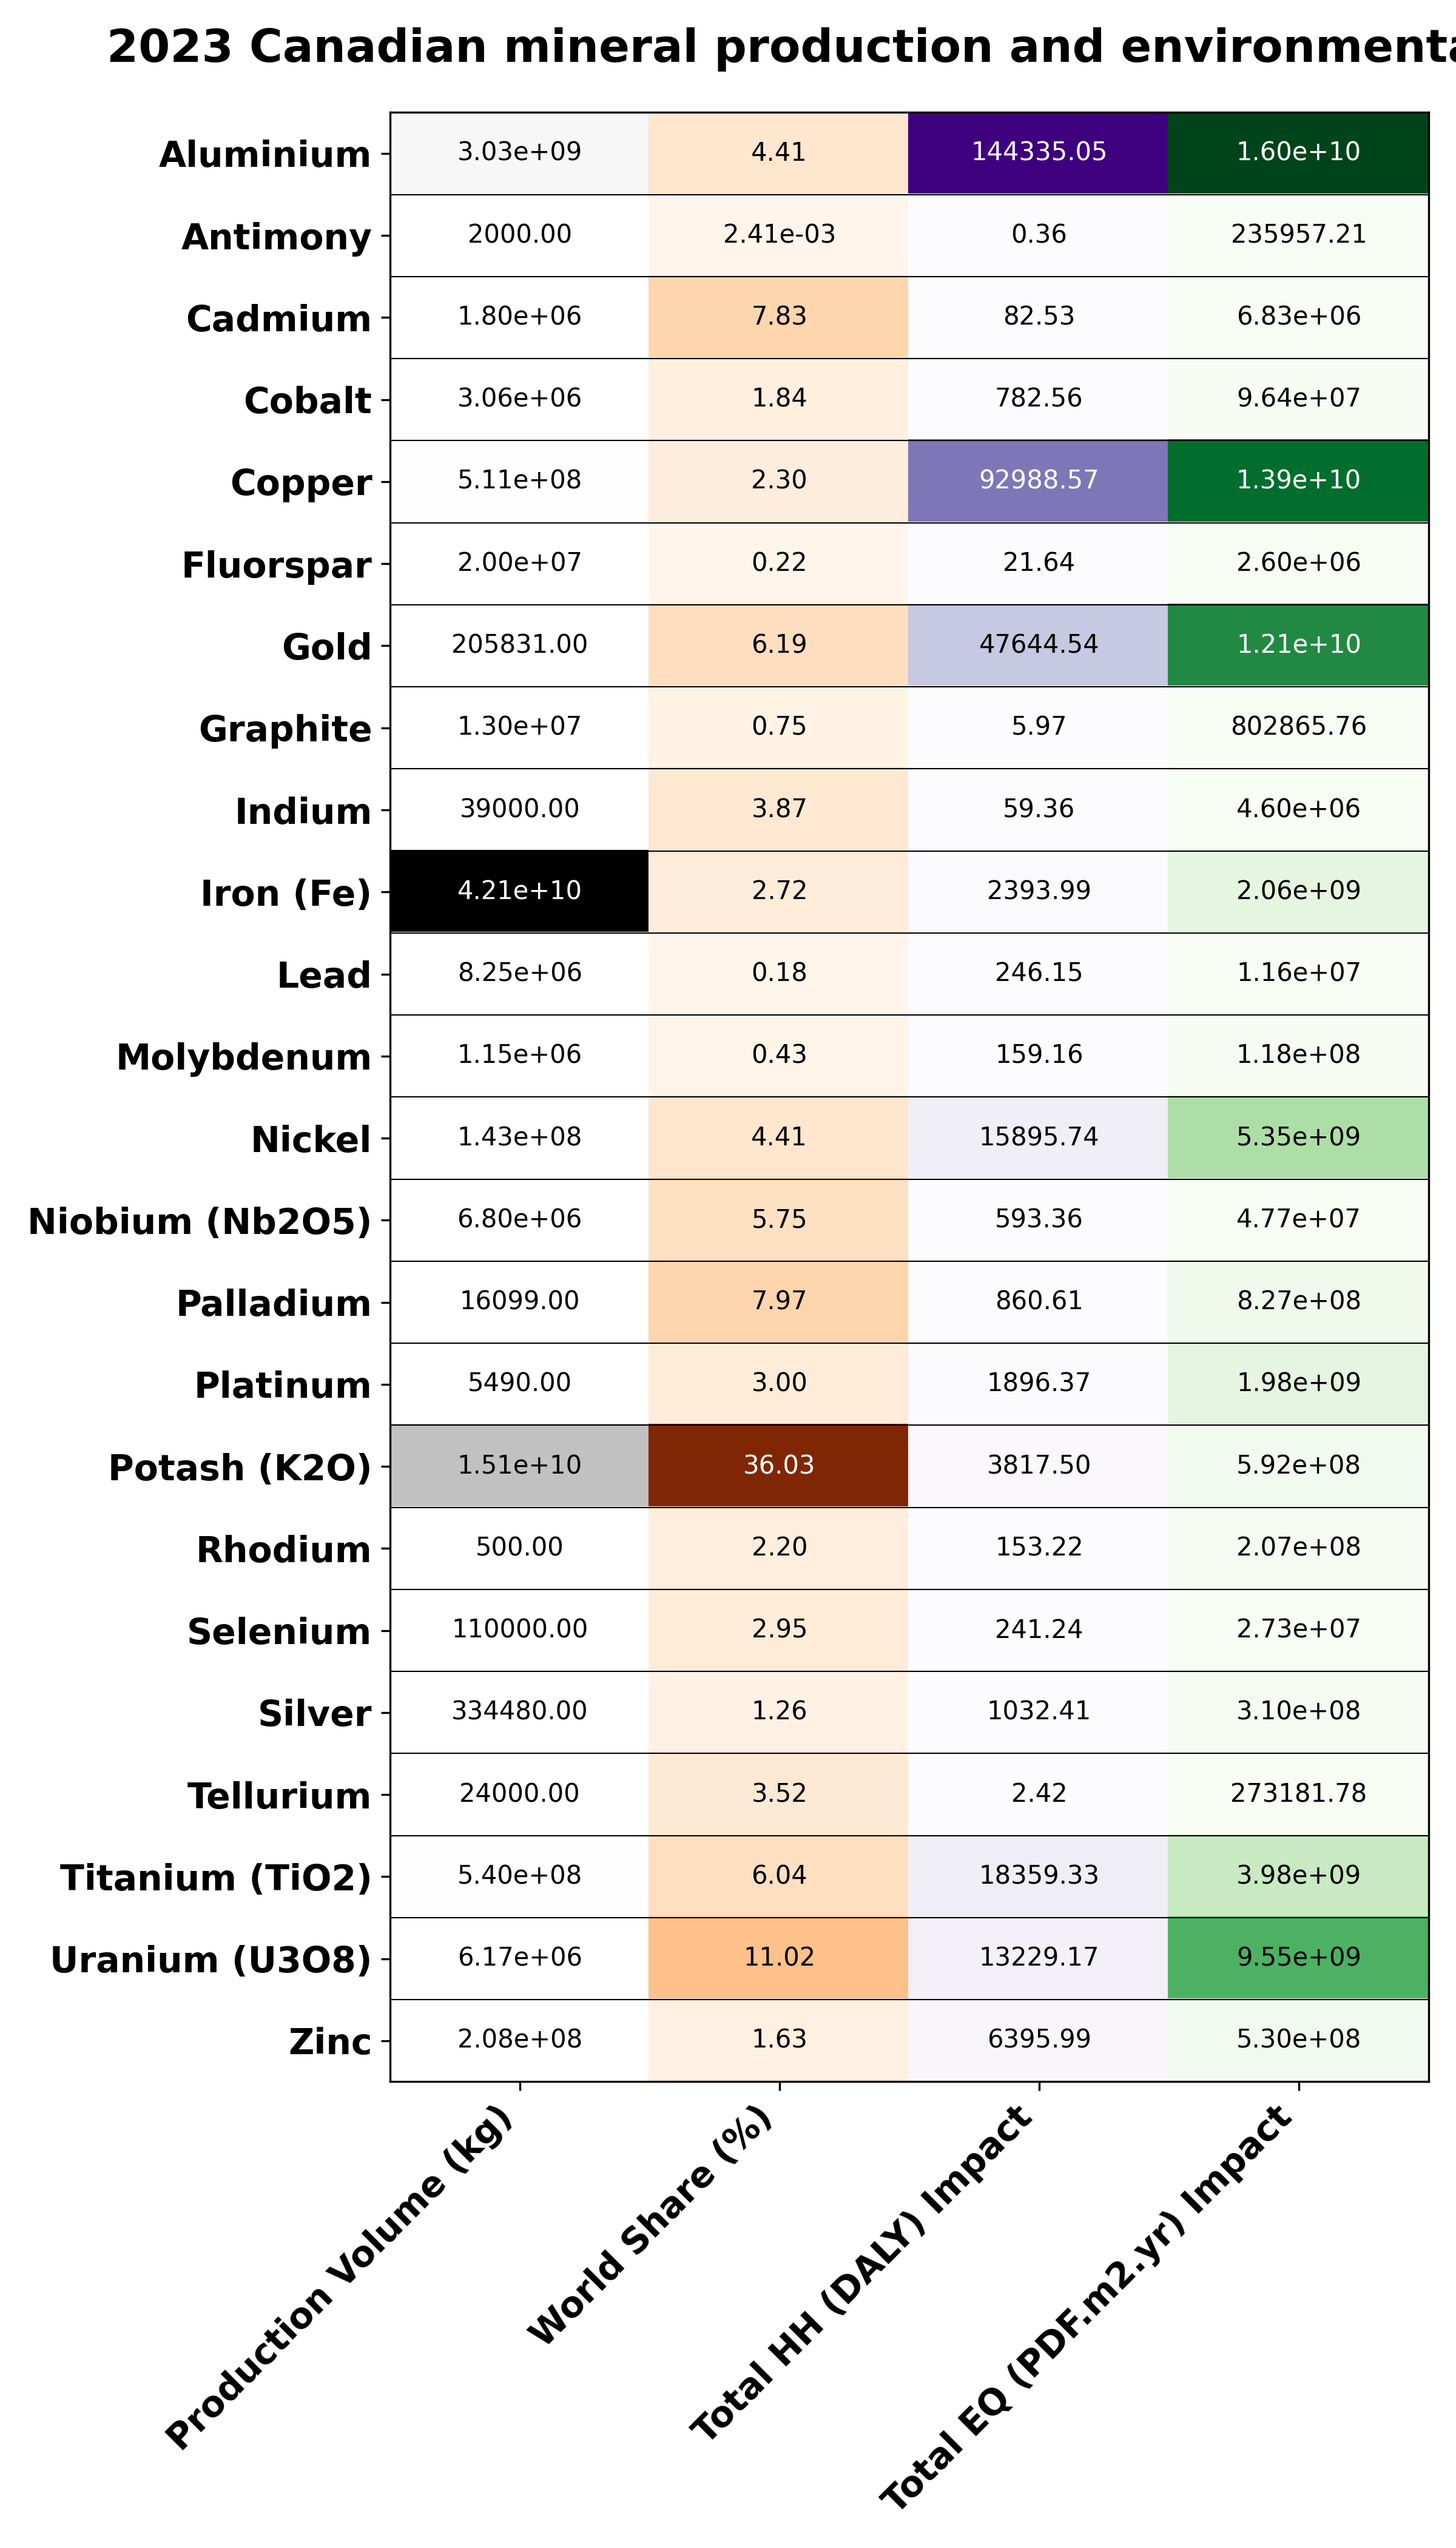 2023 Canadian mineral production and environmenta
Aluminium 3.03e+09 4.41 144335.05 1.60e+10
Antimony 2000.00 2.41e-03 0.36 235957.21
Cadmium 1.80e+06 7.83 82.53 6.83e+06
Cobalt 3.06e+06 1.84 782.56 9.64e+07
Copper 5.11e+08 2.30 92988.57 1.39e+10
Fluorspar 2.00e+07 0.22 21.64 2.60e+06
Gold 205831.00 6.19 47644.54 1.21e+10
Graphite 1.30e+07 0.75 5.97 802865.76
Indium 39000.00 3.87 59.36 4.60e+06
Iron (Fe) 4.21e+10 2.72 2393.99 2.06e+09
Lead 8.25e+06 0.18 246.15 1.16e+07
Molybdenum 1.15e+06 0.43 159.16 1.18e+08
Nickel 1.43e+08 4.41 15895.74 5.35e+09
Niobium (Nb2O5) 6.80e+06 5.75 593.36 4.77e+07
Palladium 16099.00 7.97 860.61 8.27e+08
Platinum 5490.00 3.00 1896.37 1.98e+09
Potash (K2O) 1.51e+10 36.03 3817.50 5.92e+08
Rhodium 500.00 2.20 153.22 2.07e+08
Selenium 110000.00 2.95 241.24 2.73e+07
Silver 334480.00 1.26 1032.41 3.10e+08
Tellurium 24000.00 3.52 2.42 273181.78
Titanium (TiO2) 5.40e+08 6.04 18359.33 3.98e+09
Uranium (U3O8) 6.17e+06 11.02 13229.17 9.55e+09
Zinc 2.08e+08 1.63 6395.99 5.30e+08
Production Volume (kg)
World Share (%)
Total HH (DALY) Impact
Total EQ (PDF.m2.yr) Impact